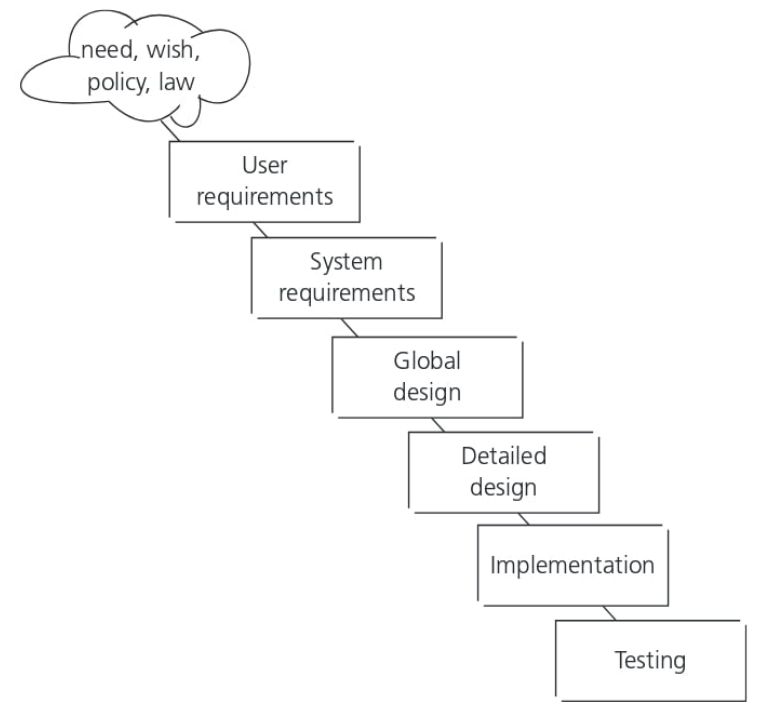 need, wish,
policy, law
User
requirements
System
requirements
Global
design
Detailed
design
Implementation
Testing